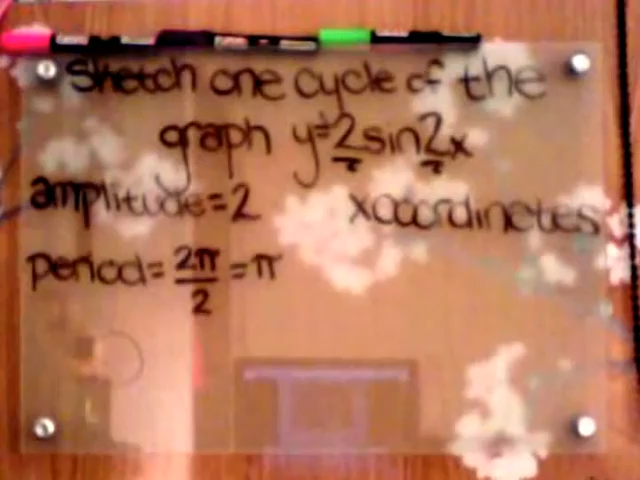 Sketch one cycle of the
graph y=2sin2x
amplitude=2 xcoordinates
period=2π/2=π